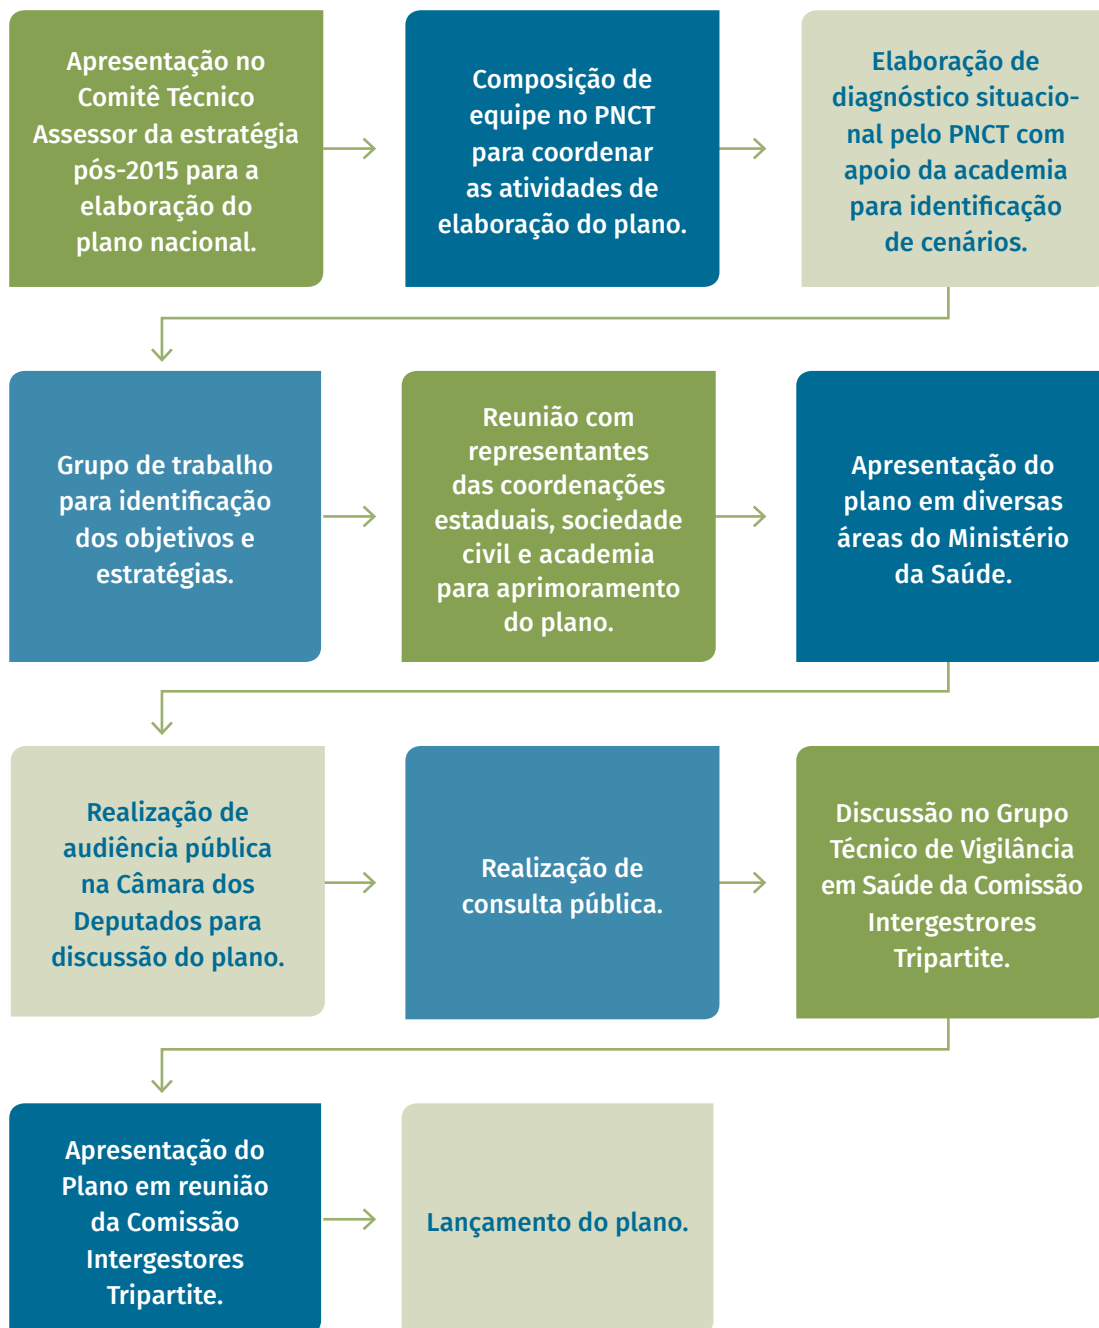 Apresentação no
Comitê Técnico
Assessor da estratégia
pós-2015 para a
elaboração do
plano nacional.
Composição de
equipe no PNCT
para coordenar
as atividades de
elaboração do plano.
Elaboração de
diagnóstico situacio-
nal pelo PNCT com
apoio da academia
para identificação
de cenários.
Grupo de trabalho
para identificação
dos objetivos e
estratégias.
Reunião com
representantes
das coordenações
estaduais, sociedade
civil e academia
para aprimoramento
do plano.
Apresentação do
plano em diversas
áreas do Ministério
da Saúde.
Realização de
audiência pública
na Câmara dos
Deputados para
discussão do plano.
Realização de
consulta pública.
Discussão no Grupo
Técnico de Vigilância
em Saúde da Comissão
Intergestrores
Tripartite.
Apresentação do
Plano em reunião
da Comissão
Intergestores
Tripartite.
Lançamento do plano.